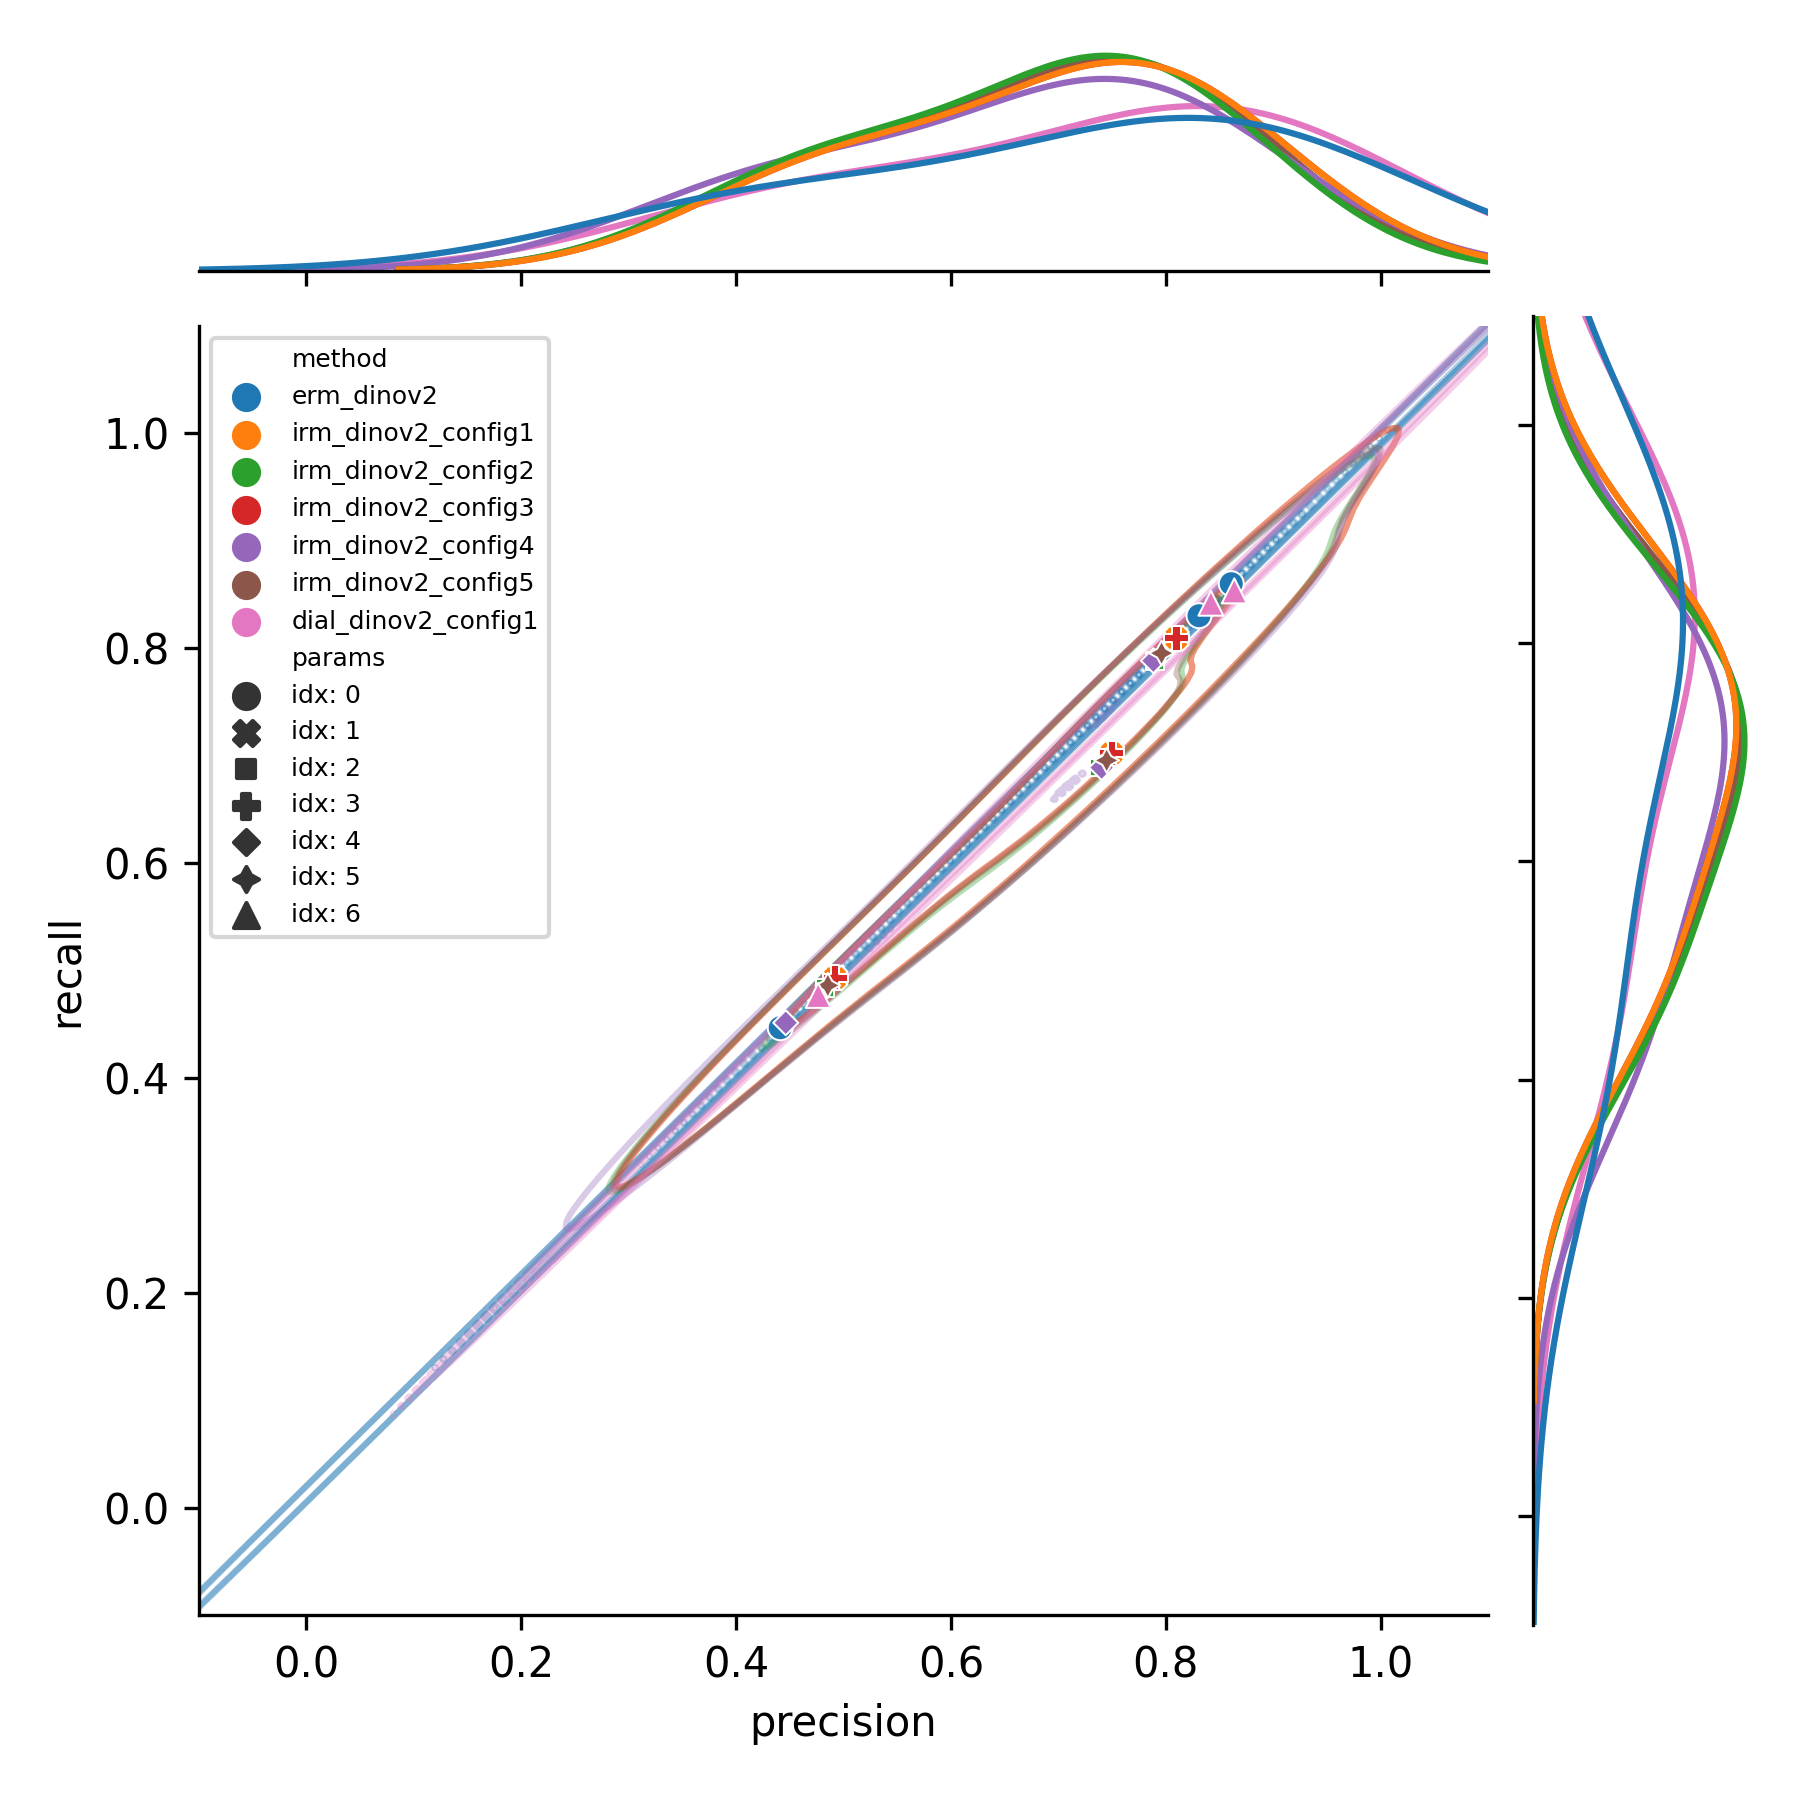 method
erm_dinov2
irm_dinov2_config1
irm_dinov2_config2
irm_dinov2_config3
irm_dinov2_config4
irm_dinov2_config5
dial_dinov2_config1
params
idx: 0
idx: 1
idx: 2
idx: 3
idx: 4
idx: 5
idx: 6
1.0
0.8
0.6
0.4
0.2
0.0
recall
0.0 0.2 0.4 0.6 0.8 1.0
precision